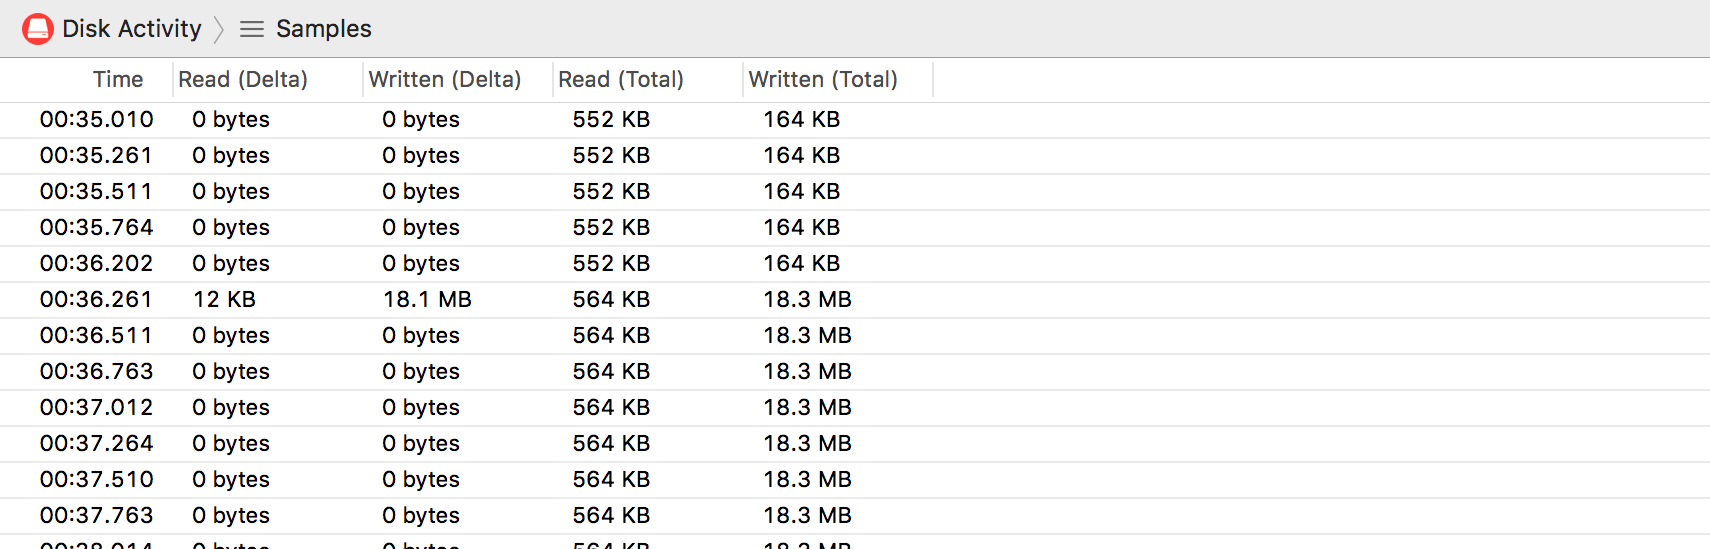 Disk Activity Samples
Time Read (Delta) Written (Delta) Read (Total) Written (Total)
00:35.010 0 bytes 0 bytes 552 KB 164 KB
00:35.261 0 bytes 0 bytes 552 KB 164 KB
00:35.511 0 bytes 0 bytes 552 KB 164 KB
00:35.764 0 bytes 0 bytes 552 KB 164 KB
00:36.202 0 bytes 0 bytes 552 KB 164 KB
00:36.261 12 KB 18.1 MB 564 KB 18.3 MB
00:36.511 0 bytes 0 bytes 564 KB 18.3 MB
00:36.763 0 bytes 0 bytes 564 KB 18.3 MB
00:37.012 0 bytes 0 bytes 564 KB 18.3 MB
00:37.264 0 bytes 0 bytes 564 KB 18.3 MB
00:37.510 0 bytes 0 bytes 564 KB 18.3 MB
00:37.763 0 bytes 0 bytes 564 KB 18.3 MB